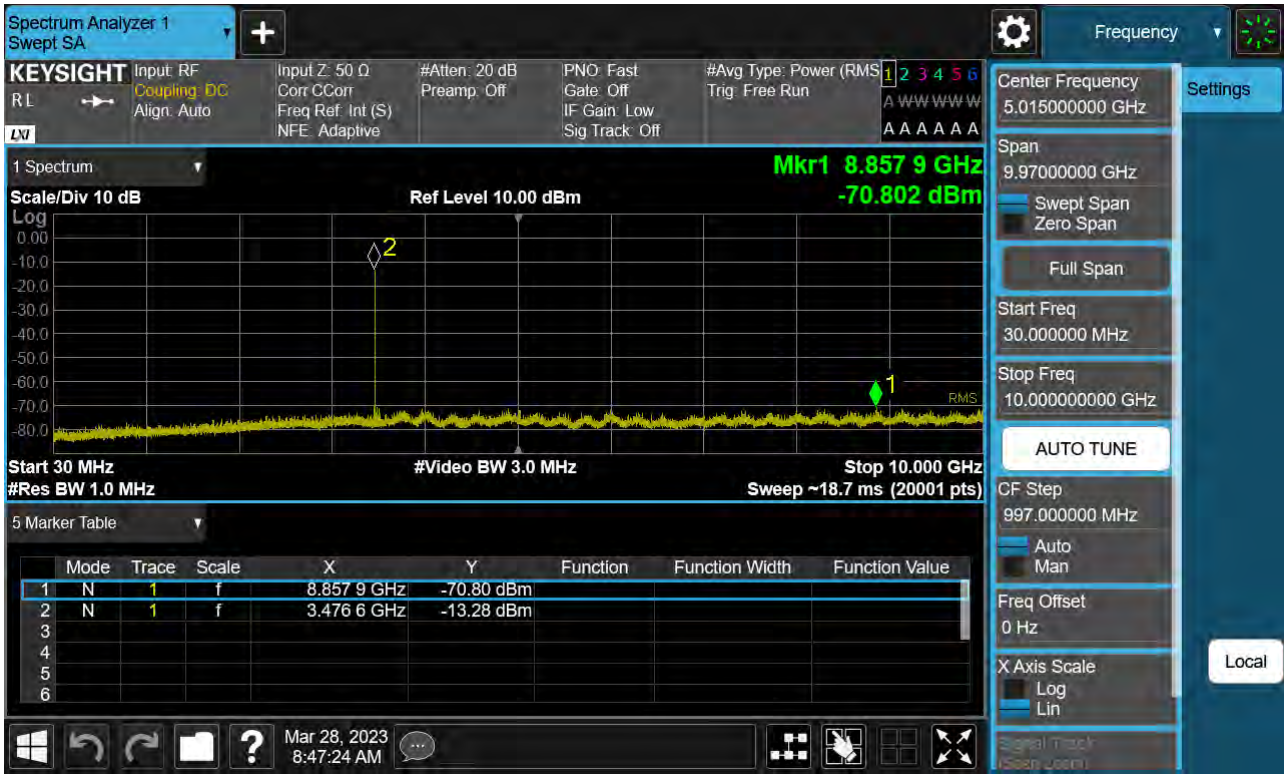 Spectrum Analyzer 1
Swept SA
+
Frequency
KEYSIGHT
RL
LXI
Input: RF
Coupling: DC
Align: Auto
Input Z: 50 Ω
Corr CCorr
Freq Ref: Int (S)
NFE: Adaptive
#Atten: 20 dB
Preamp: Off
PNO: Fast
Gate: Off
IF Gain: Low
Sig Track: Off
#Avg Type: Power (RMS
Trig: Free Run
1 2 3 4 5 6
A W W W W W
A A A A A A
1 Spectrum
Mkr1 8.857 9 GHz
-70.802 dBm
Scale/Div 10 dB
Ref Level 10.00 dBm
Log
0.00
-10.0
-20.0
-30.0
-40.0
-50.0
-60.0
-70.0
-80.0
2
1
RMS
Start 30 MHz
#Video BW 3.0 MHz
Stop 10.000 GHz
#Res BW 1.0 MHz
Sweep ~18.7 ms (20001 pts)
5 Marker Table
Mode Trace Scale X Y Function Function Width Function Value
1 N 1 f 8.857 9 GHz -70.80 dBm
2 N 1 f 3.476 6 GHz -13.28 dBm
3
4
5
6
Mar 28, 2023
8:47:24 AM
?
Center Frequency
5.015000000 GHz
Settings
Span
9.97000000 GHz
Swept Span
Zero Span
Full Span
Start Freq
30.000000 MHz
Stop Freq
10.000000000 GHz
AUTO TUNE
CF Step
997.000000 MHz
Auto
Man
Freq Offset
0 Hz
X Axis Scale
Log
Lin
Local
Signal Track
(Span Zoom)